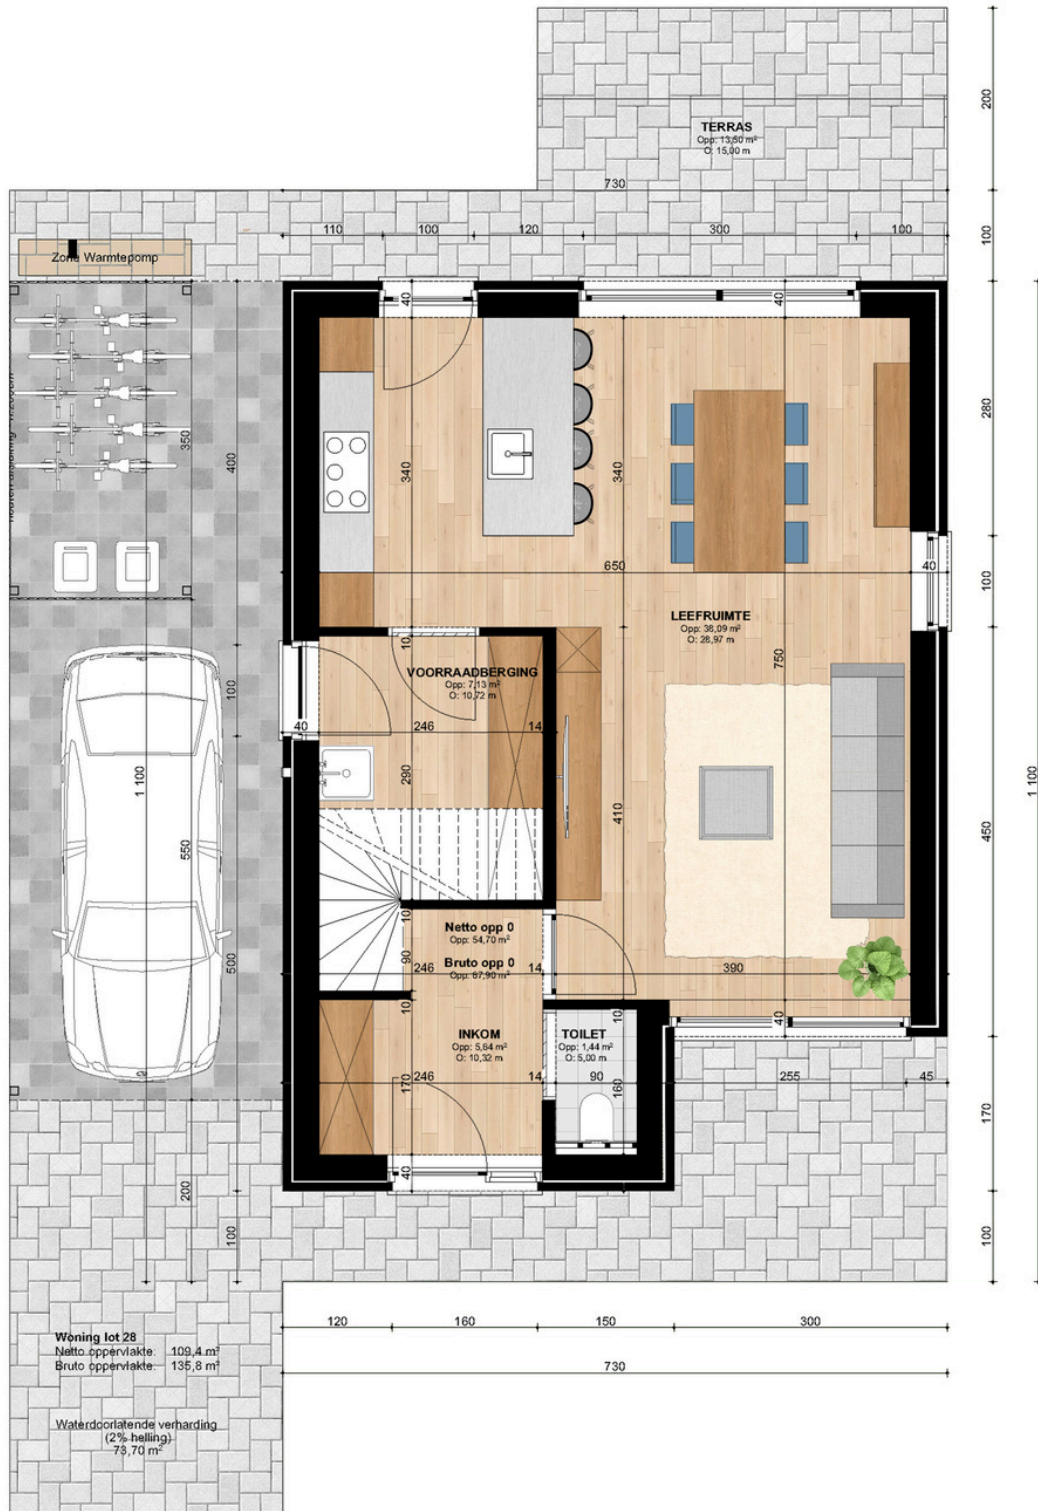 200
TERRAS
Opp: 13,50 m²
O: 15,00 m
730
110 100 120 300 100
100
Zone Warmtepomp
40 40
280
350
400
340
340
650 40
100
LEEFRUIMTE
Opp: 38,09 m²
O: 28,97 m
750
10
VOORRAADBERGING
Opp: 7,13 m²
O: 10,72 m
100
40 246 14
290
1 100
1 100
410
450
550
10
Netto opp 0
Opp: 54,70 m²
90
Bruto opp 0
Opp: 67,90 m²
500
246 14 390
10 10
40
INKOM
Opp: 5,64 m²
O: 10,32 m
TOILET
Opp: 1,44 m²
O: 5,00 m
246 14 90 255 45
170
160
170
40
200
100
100
120 160 150 300
730
Woning lot 28
Netto oppervlakte: 109,4 m²
Bruto oppervlakte: 135,8 m²
Waterdoorlatende verharding
(2% helling)
73,70 m²